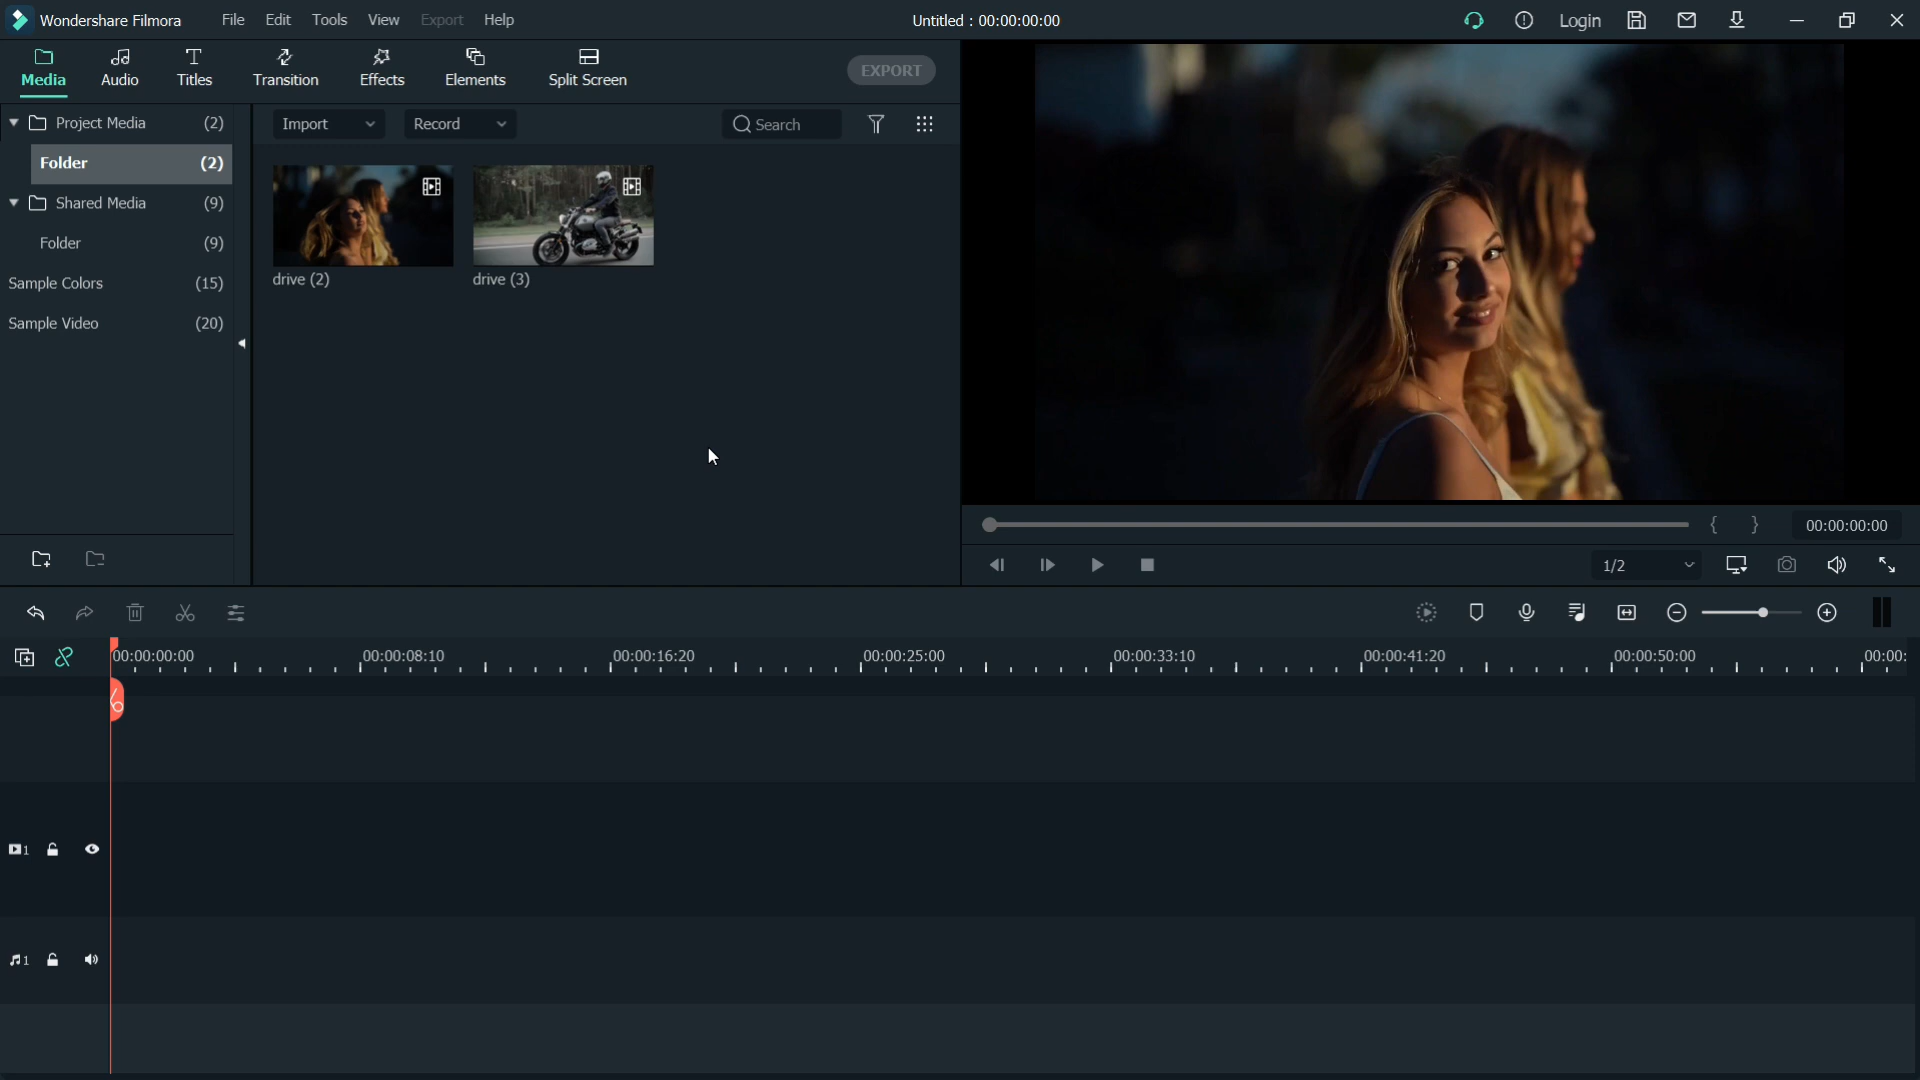 Wondershare Filmora File Edit Tools View Export Help Untitled : 00:00:00:00 Login
Media Audio Titles Transition Effects Elements Split Screen EXPORT
Project Media (2)
Folder (2)
Shared Media (9)
Folder (9)
Sample Colors (15)
Sample Video (20)
Import Record Search
drive (2) drive (3)
{ } 00:00:00:00
1/2
00:00:00:00 00:00:08:10 00:00:16:20 00:00:25:00 00:00:33:10 00:00:41:20 00:00:50:00 00:00:
1
1